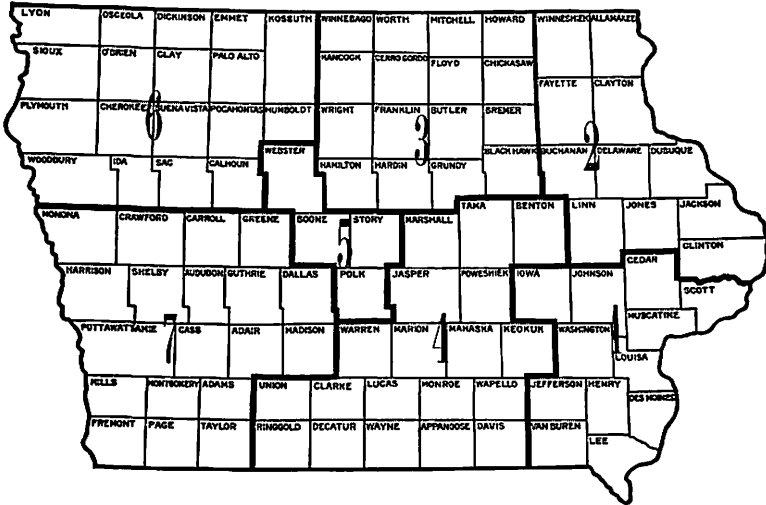 LYON OSCEOLA DICKINSON EMMET KOSSUTH WINNEBAGO WORTH MITCHELL HOWARD WINNESHIEK ALLAMAKEE
SIOUX O'BRIEN CLAY PALO ALTO HANCOCK CERRO GORDO FLOYD CHICKASAW
FAYETTE CLAYTON
PLYMOUTH CHEROKEE BUENA VISTA POCAHONTAS HUMBOLDT WRIGHT FRANKLIN BUTLER BREMER
8 3 2
WOODBURY IDA SAC CALHOUN WEBSTER HAMILTON HARDIN GRUNDY BLACK HAWK BUCHANAN DELAWARE DUBUQUE
MONONA CRAWFORD CARROLL GREENE BOONE STORY MARSHALL TAMA BENTON LINN JONES JACKSON
5 CLINTON
CEDAR
HARRISON SHELBY AUDUBON GUTHRIE DALLAS POLK JASPER POWESHIEK IOWA JOHNSON
SCOTT
MUSCATINE
7 4 1
POTTAWATTAMIE CASS ADAIR MADISON WARREN MARION MAHASKA KEOKUK WASHINGTON
LOUISA
MILLS MONTGOMERY ADAMS UNION CLARKE LUCAS MONROE WAPELLO JEFFERSON HENRY
DES MOINES
FREMONT PAGE TAYLOR RINGGOLD DECATUR WAYNE APPANOOSE DAVIS VAN BUREN
LEE